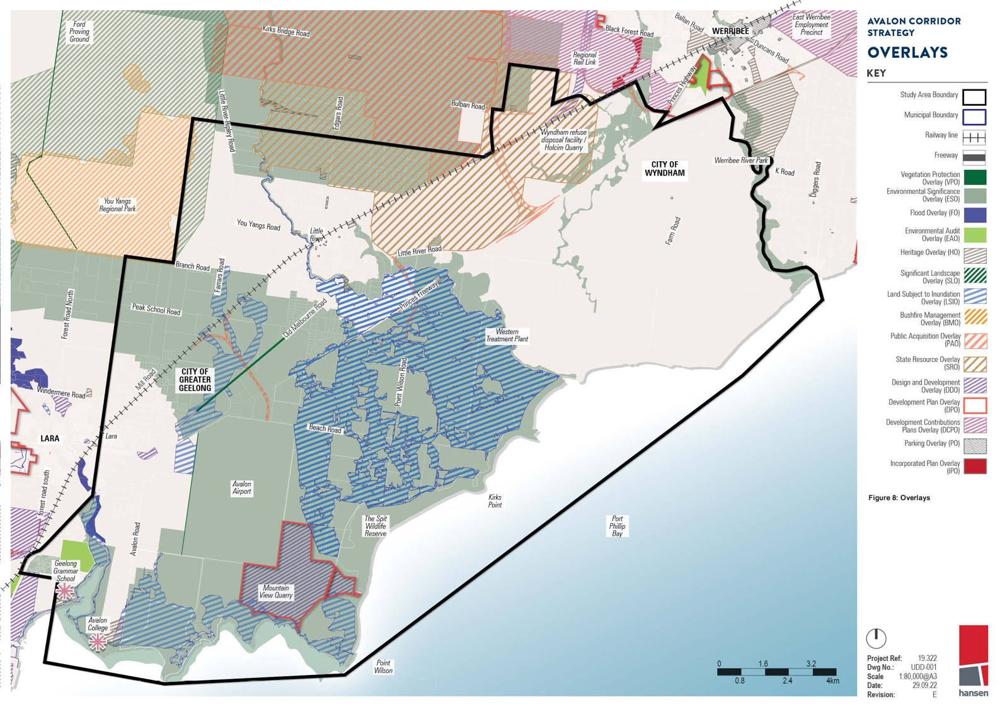 Ford
Proving
Ground
Kirks Bridge Road
Black Forest Road
Ballan Road
WERRIBEE
East Werribee
Employment
Precinct
Duncans Road
Regional
Rail Link
Princes Highway
Little River-Ripley Road
Edgars Road
Bulban Road
Wyndham refuse
disposal facility /
Holcim Quarry
CITY OF
WYNDHAM
Werribee River Park
K Road
Diggers Road
You Yangs
Regional Park
You Yangs Road
Little
River
Farm Road
Little River Road
Branch Road
Farrars Road
Forest Road North
Peak School Road
Old Melbourne Road
Princes Freeway
Western
Treatment Plant
CITY OF
GREATER
GEELONG
Mill Road
Point Wilson Road
Windermere Road
LARA
Lara
Beach Road
forest road south
Avalon
Airport
Kirks
Point
The Spit
Wildlife
Reserve
Port
Phillip
Bay
Avalon Road
Geelong
Grammar
School
Mountain
View Quarry
Avalon
College
Point
Wilson
0 1.6 3.2
0.8 2.4 4km
AVALON CORRIDOR
STRATEGY
OVERLAYS
KEY
Study Area Boundary
Municipal Boundary
Railway line
Freeway
Vegetation Protection
Overlay (VPO)
Environmental Significance
Overlay (ESO)
Flood Overlay (FO)
Environmental Audit
Overlay (EAO)
Heritage Overlay (HO)
Significant Landscape
Overlay (SLO)
Land Subject to Inundation
Overlay (LSIO)
Bushfire Management
Overlay (BMO)
Public Acquisition Overlay
(PAO)
State Resource Overlay
(SRO)
Design and Development
Overlay (DDO)
Development Plan Overlay
(DPO)
Development Contributions
Plans Overlay (DCPO)
Parking Overlay (PO)
Incorporated Plan Overlay
(IPO)
Figure 8: Overlays
Project Ref: 19.322
Dwg No.: UDD-001
Scale 1:80,000@A3
Date: 29.09.22
Revision: E
hansen